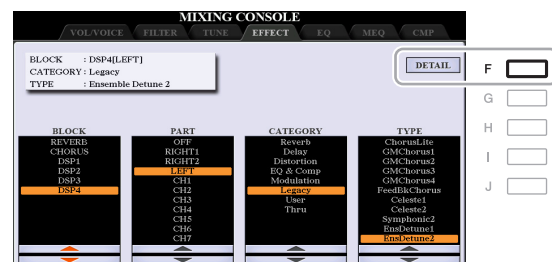 MIXING CONSOLE
VOL/VOICE FILTER TUNE EFFECT EQ MEQ CMP
BLOCK : DSP4[LEFT]
CATEGORY : Legacy
TYPE : Ensemble Detune 2
DETAIL
F
G
H
I
J
BLOCK
REVERB
CHORUS
DSP1
DSP2
DSP3
DSP4
PART
OFF
RIGHT1
RIGHT2
LEFT
CH1
CH2
CH3
CH4
CH5
CH6
CH7
CATEGORY
Reverb
Delay
Distortion
EQ & Comp
Modulation
Legacy
User
Thru
TYPE
ChorusLite
GMChorus1
GMChorus2
GMChorus3
GMChorus4
FeedBkChorus
Celeste1
Celeste2
Symphonic2
EnsDetune1
EnsDetune2